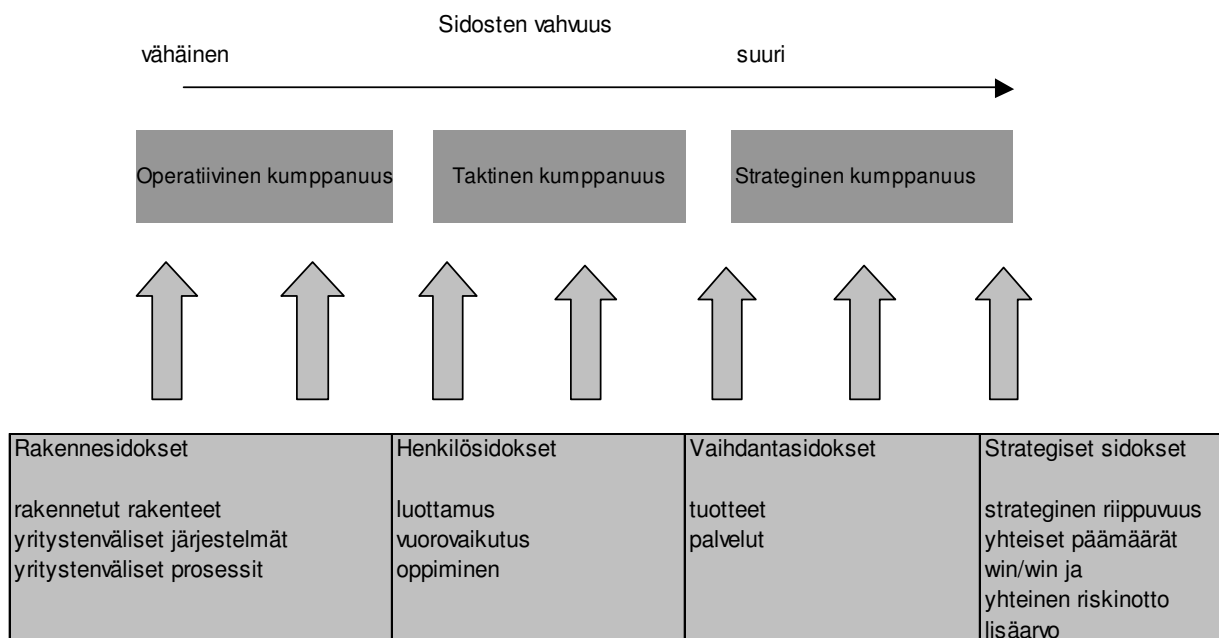 Sidosten vahvuus
vähäinen suuri
Operatiivinen kumppanuus Taktinen kumppanuus Strateginen kumppanuus
Rakennesidokset
rakennetut rakenteet
yritystenväliset järjestelmät
yritystenväliset prosessit
Henkilösidokset
luottamus
vuorovaikutus
oppiminen
Vaihdantasidokset
tuotteet
palvelut
Strategiset sidokset
strateginen riippuvuus
yhteiset päämäärät
win/win ja
yhteinen riskinotto
lisäarvo